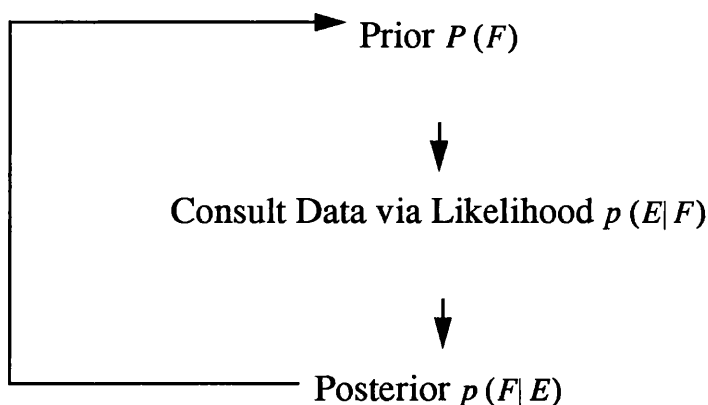 Prior P (F)
Consult Data via Likelihood p (E| F)
Posterior p (F| E)